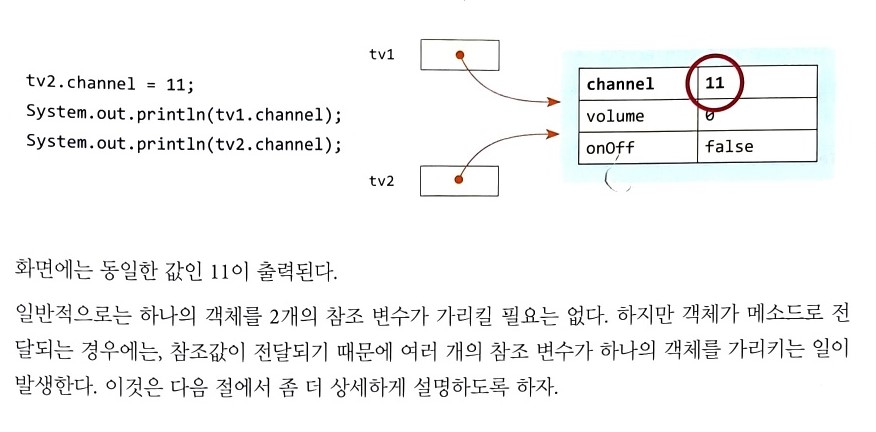 tv1
tv2.channel = 11;
System.out.println(tv1.channel);
System.out.println(tv2.channel);
channel 11
volume 0
onOff false
tv2
화면에는 동일한 값인 11이 출력된다.
일반적으로는 하나의 객체를 2개의 참조 변수가 가리킬 필요는 없다. 하지만 객체가 메소드로 전
달되는 경우에는, 참조값이 전달되기 때문에 여러 개의 참조 변수가 하나의 객체를 가리키는 일이
발생한다. 이것은 다음 절에서 좀 더 상세하게 설명하도록 하자.